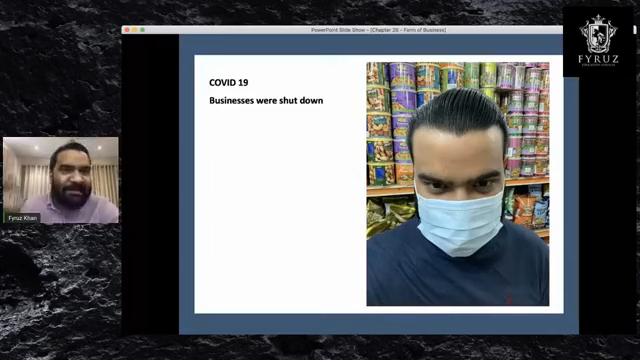 PowerPoint Slide Show - [Chapter 26 - Form of Business]
FYRUZ
COVID 19
Businesses were shut down
Fyruz Khan